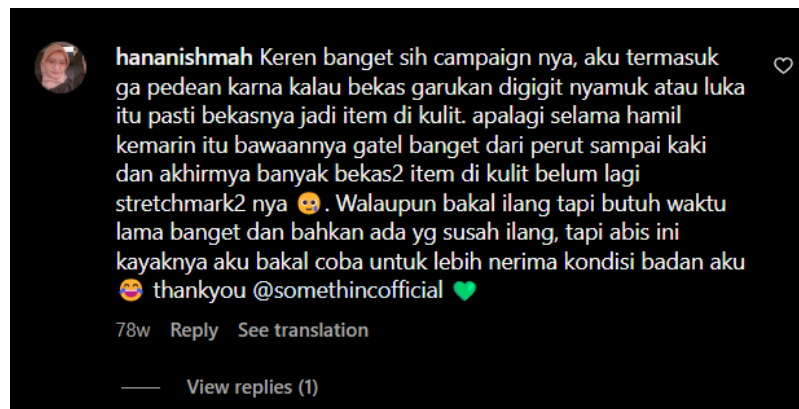 hananishmah Keren banget sih campaign nya, aku termasuk
ga pedean karna kalau bekas garukan digigit nyamuk atau luka
itu pasti bekasnya jadi item di kulit. apalagi selama hamil
kemarin itu bawaannya gatel banget dari perut sampai kaki
dan akhirmya banyak bekas2 item di kulit belum lagi
stretchmark2 nya 🥲. Walaupun bakal ilang tapi butuh waktu
lama banget dan bahkan ada yg susah ilang, tapi abis ini
kayaknya aku bakal coba untuk lebih nerima kondisi badan aku
😂 thankyou @somethincofficial 💚
78w Reply See translation
View replies (1)